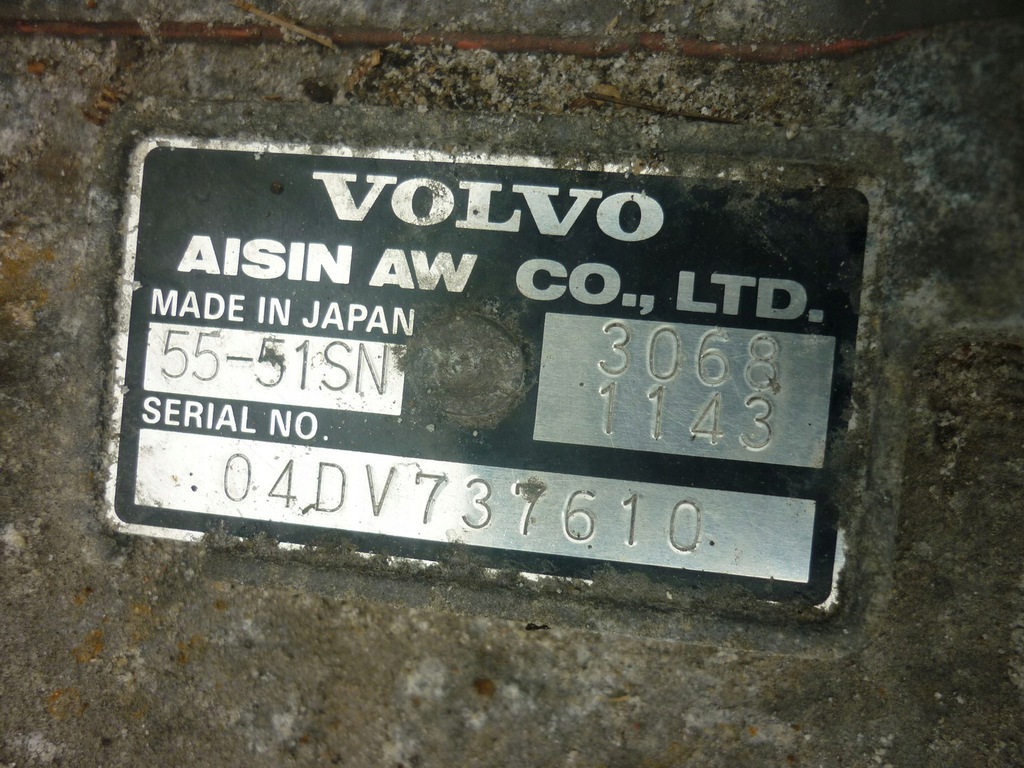 VOLVO
AISIN AW CO., LTD.
MADE IN JAPAN
55-51SN
3068
1143
SERIAL NO.
04DV737610